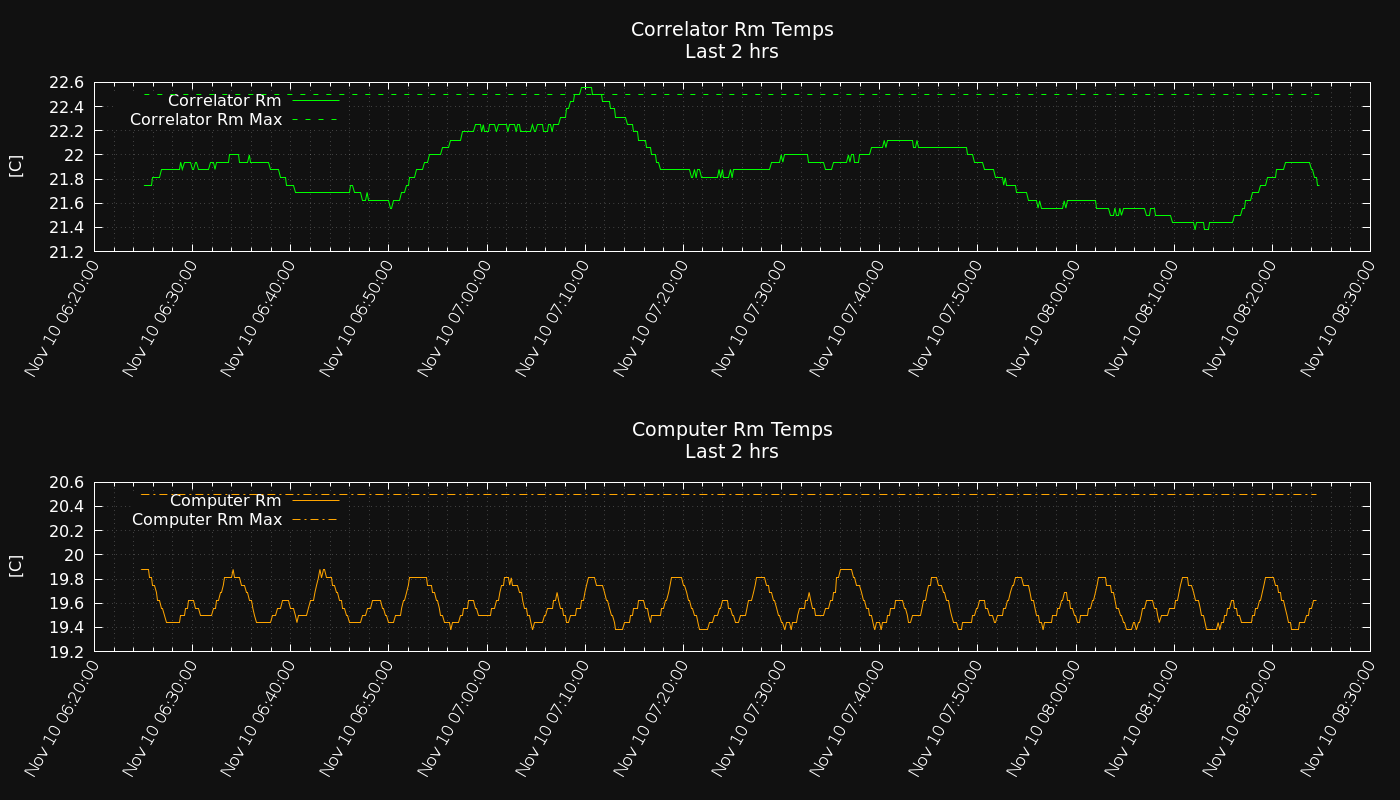 Correlator Rm Temps
Last 2 hrs
22.6
22.4
22.2
22
21.8
21.6
21.4
21.2
[C]
Correlator Rm
Correlator Rm Max
Nov 10 06:20:00
Nov 10 06:30:00
Nov 10 06:40:00
Nov 10 06:50:00
Nov 10 07:00:00
Nov 10 07:10:00
Nov 10 07:20:00
Nov 10 07:30:00
Nov 10 07:40:00
Nov 10 07:50:00
Nov 10 08:00:00
Nov 10 08:10:00
Nov 10 08:20:00
Nov 10 08:30:00
Computer Rm Temps
Last 2 hrs
20.6
20.4
20.2
20
19.8
19.6
19.4
19.2
[C]
Computer Rm
Computer Rm Max
Nov 10 06:20:00
Nov 10 06:30:00
Nov 10 06:40:00
Nov 10 06:50:00
Nov 10 07:00:00
Nov 10 07:10:00
Nov 10 07:20:00
Nov 10 07:30:00
Nov 10 07:40:00
Nov 10 07:50:00
Nov 10 08:00:00
Nov 10 08:10:00
Nov 10 08:20:00
Nov 10 08:30:00